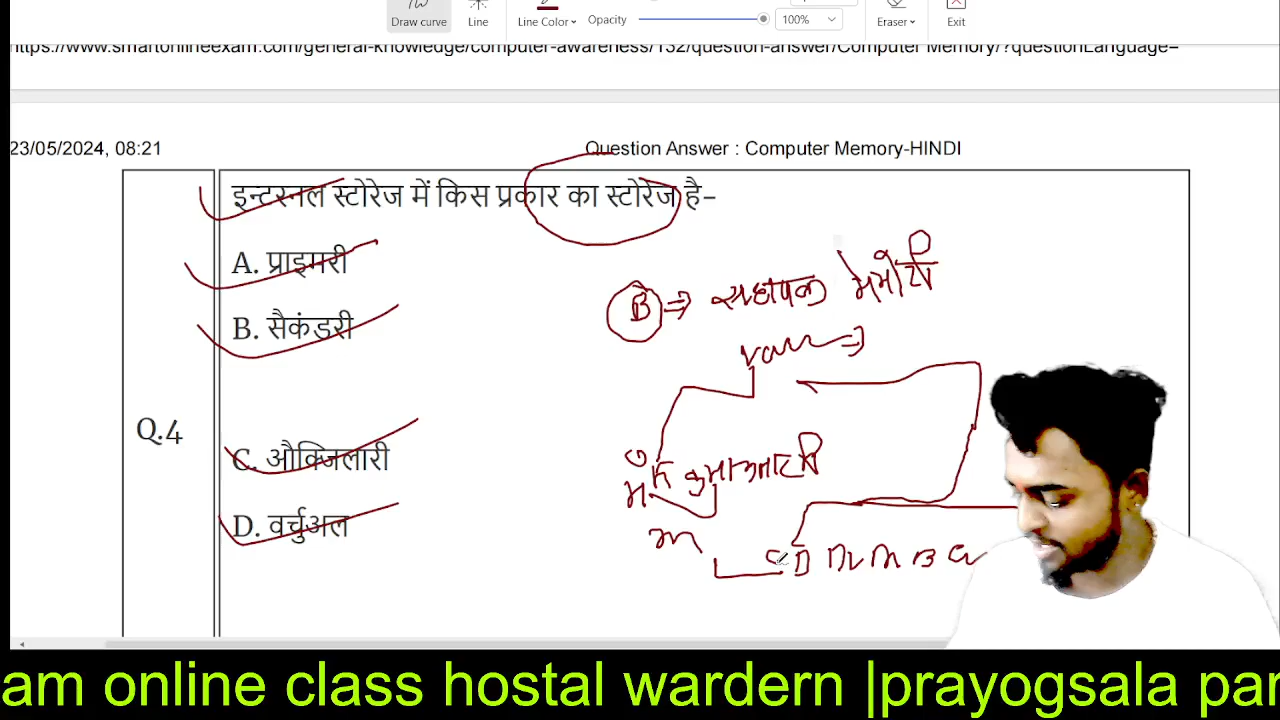 Draw curve Line Line Color Opacity 100% Eraser Exit
https://www.smartonlineexam.com/general-knowledge/computer-awareness/132/question-answer/Computer Memory/?questionLanguage=
23/05/2024, 08:21 Question Answer : Computer Memory-HINDI
इन्टरनल स्टोरेज में किस प्रकार का स्टोरेज है-
A. प्राइमरी
B. सैकंडरी
Q.4
C. औक्जिलारी
D. वर्चुअल
B ⇒ सहायक मेमोरी
am online class hostal wardern |prayogsala par